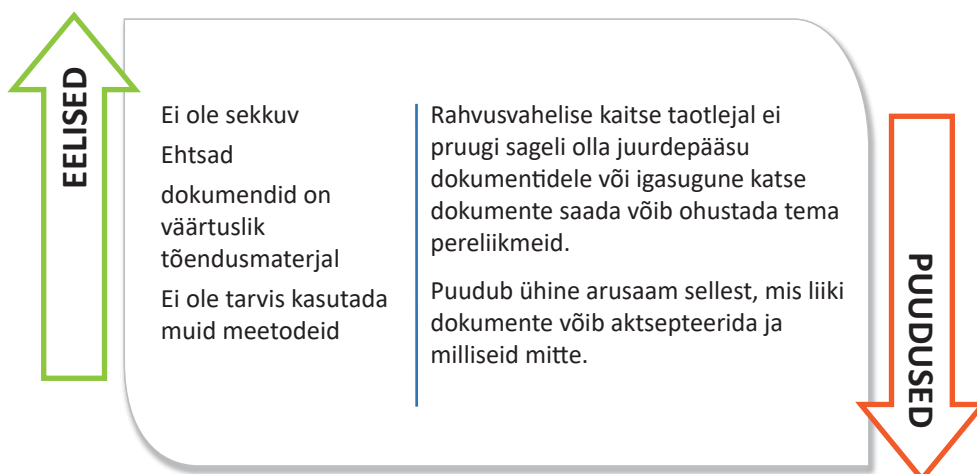 EELISED
Ei ole sekkuv
Ehtsad
dokumendid on
väärtuslik
tõendusmaterjal
Ei ole tarvis kasutada
muid meetodeid
Rahvusvahelise kaitse taotlejal ei
pruugi sageli olla juurdepääsu
dokumentidele või igasugune katse
dokumente saada võib ohustada tema
pereliikmeid.
Puudub ühine arusaam sellest, mis liiki
dokumente võib aktsepteerida ja
milliseid mitte.
PUUDUSED